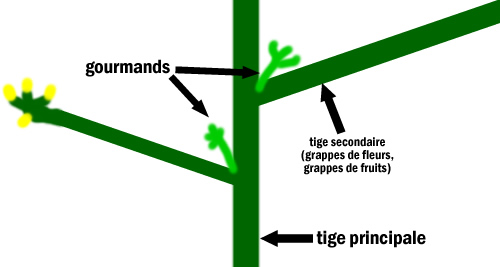 gourmands
tige secondaire
(grappes de fleurs,
grappes de fruits)
tige principale